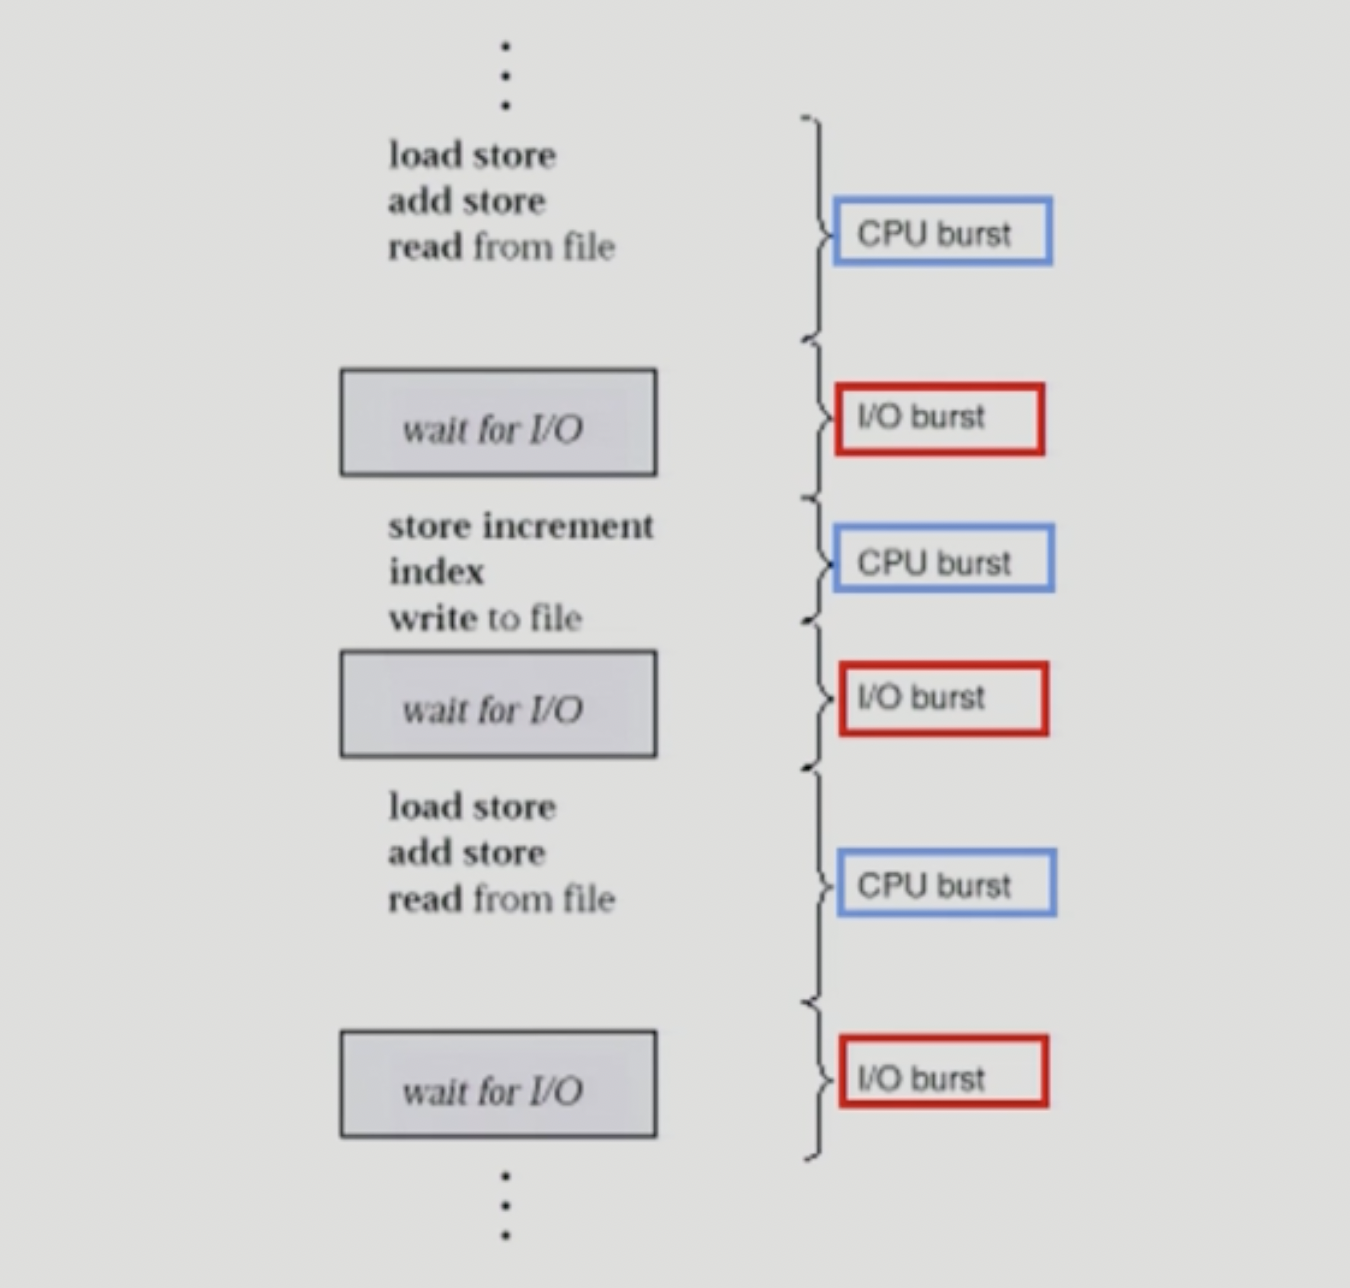 load store
add store
read from file
CPU burst
wait for I/O
I/O burst
store increment
index
write to file
CPU burst
wait for I/O
I/O burst
load store
add store
read from file
CPU burst
wait for I/O
I/O burst